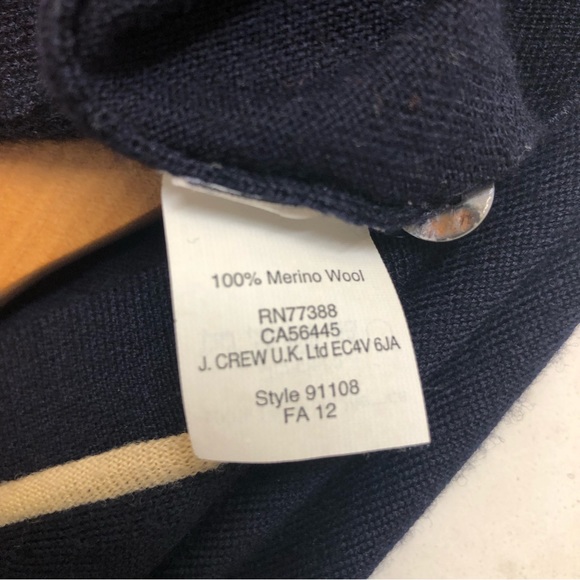 100% Merino Wool
RN77388
CA56445
J. CREW U.K. Ltd EC4V 6JA
Style 91108
FA 12